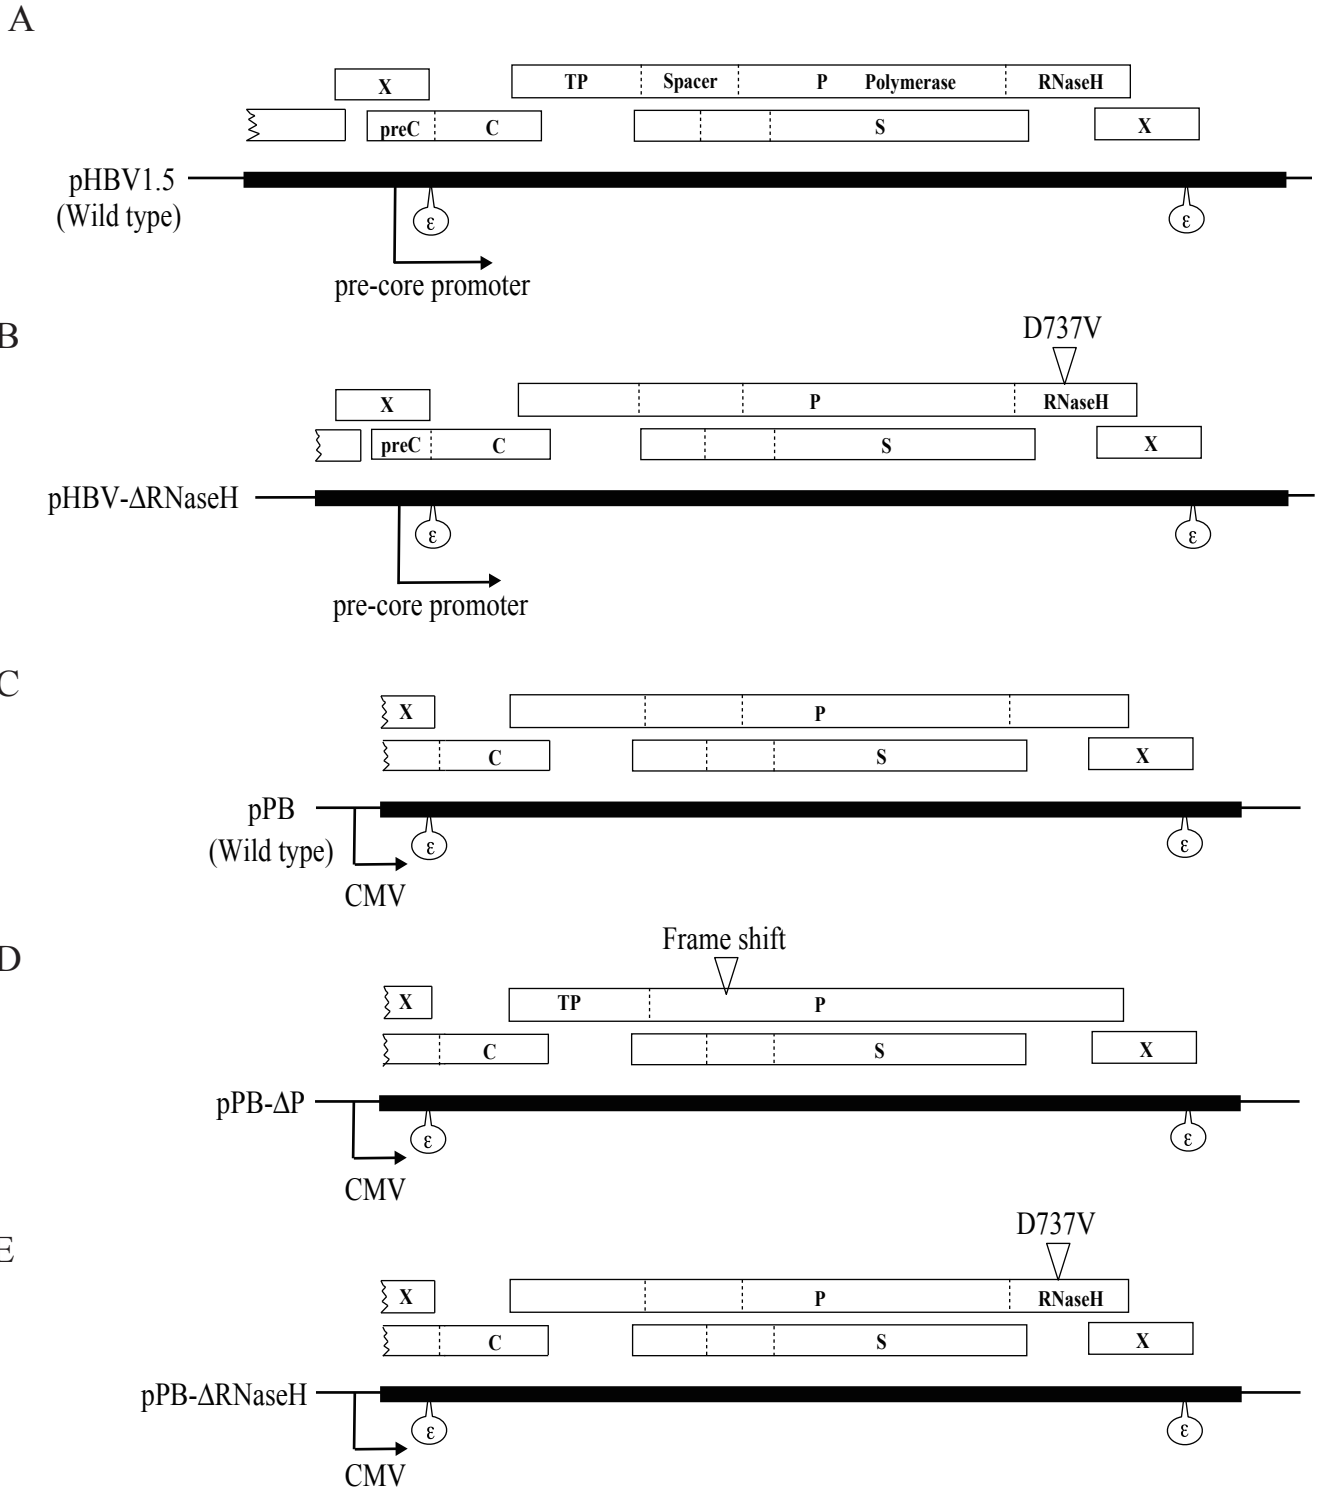 A
X TP Spacer P Polymerase RNaseH
preC C S X
pHBV1.5
(Wild type)
ε ε
pre-core promoter
B
D737V
X P RNaseH
preC C S X
pHBV-ΔRNaseH
ε ε
pre-core promoter
C
X P
C S X
pPB
(Wild type)
ε ε
CMV
Frame shift
D
X TP P
C S X
pPB-ΔP
ε ε
CMV
D737V
E
X P RNaseH
C S X
pPB-ΔRNaseH
ε ε
CMV